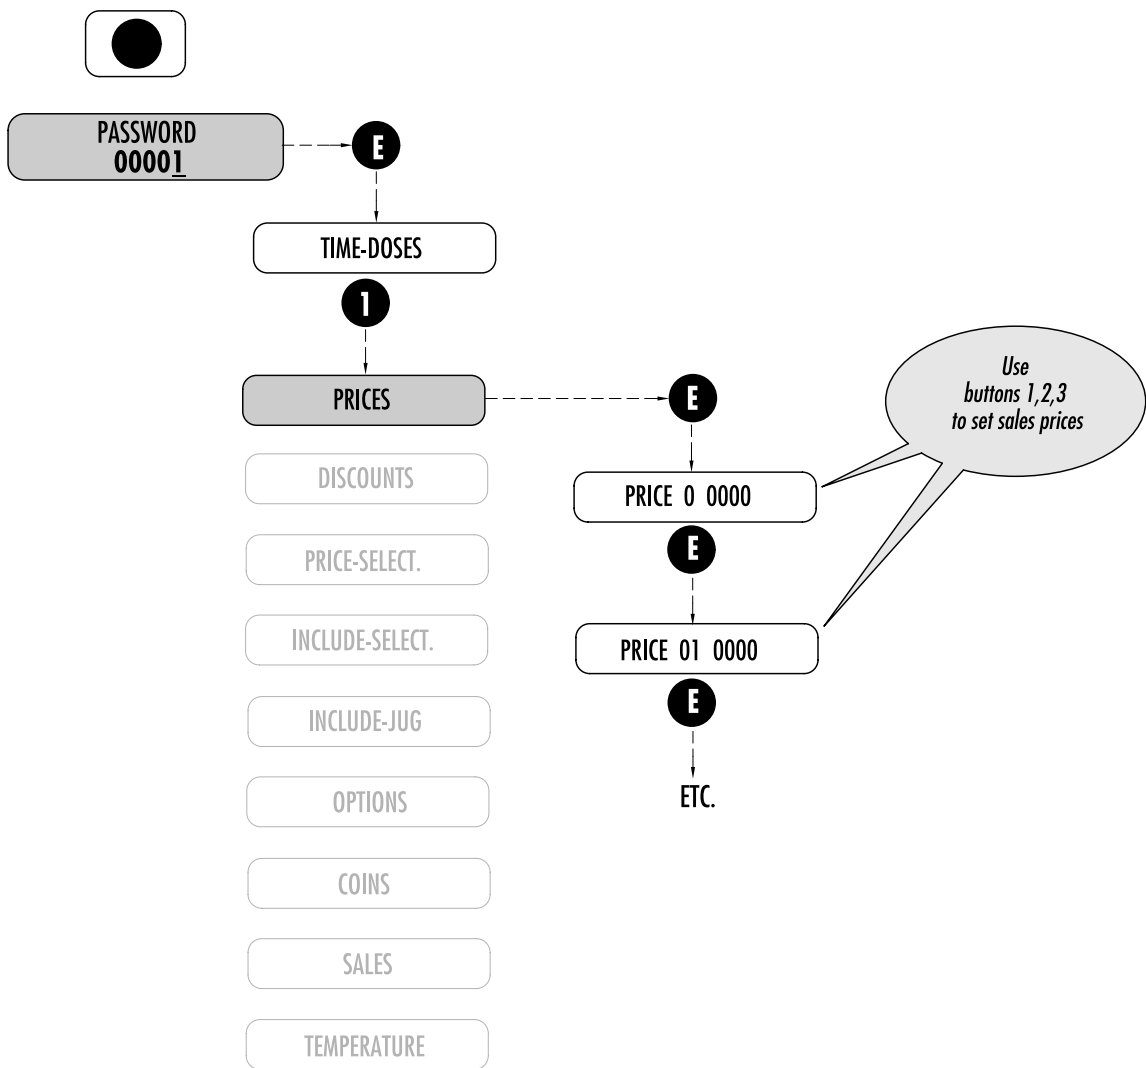 PASSWORD
00001
E
TIME-DOSES
1
PRICES
E
Use
buttons 1,2,3
to set sales prices
DISCOUNTS
PRICE 0 0000
E
PRICE-SELECT.
INCLUDE-SELECT.
PRICE 01 0000
E
INCLUDE-JUG
OPTIONS
ETC.
COINS
SALES
TEMPERATURE